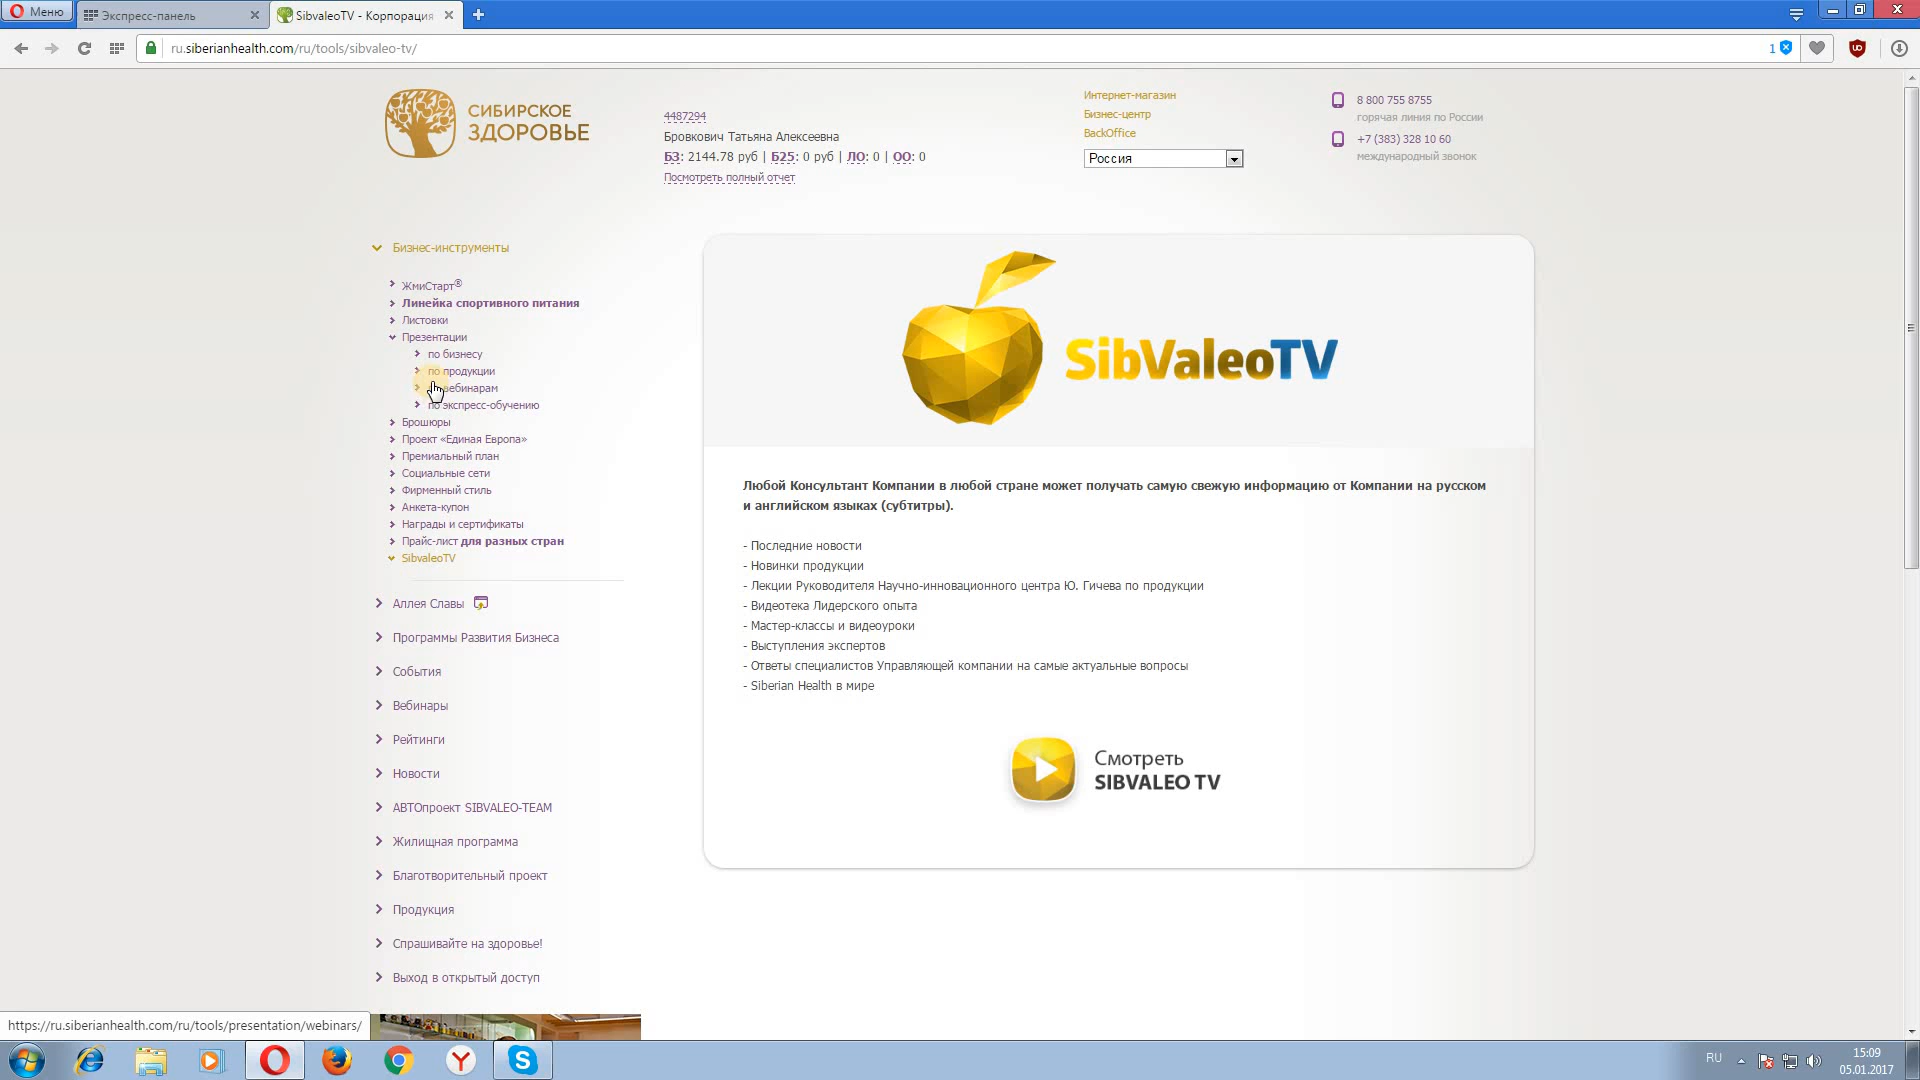 Меню
Экспресс-панель
SibvaleoTV - Корпорация
ru.siberianhealth.com/ru/tools/sibvaleo-tv/
1
СИБИРСКОЕ
ЗДОРОВЬЕ
4487294
Бровкович Татьяна Алексеевна
БЗ: 2144.78 руб | Б25: 0 руб | ЛО: 0 | ОО: 0
Посмотреть полный отчет
Интернет-магазин
Бизнес-центр
BackOffice
Россия
8 800 755 8755
горячая линия по России
+7 (383) 328 10 60
международный звонок
Бизнес-инструменты
ЖмиСтарт®
Линейка спортивного питания
Листовки
Презентации
по бизнесу
по продукции
вебинарам
по экспресс-обучению
Брошюры
Проект «Единая Европа»
Премиальный план
Социальные сети
Фирменный стиль
Анкета-купон
Награды и сертификаты
Прайс-лист для разных стран
SibvaleoTV
Аллея Славы
Программы Развития Бизнеса
События
Вебинары
Рейтинги
Новости
АВТОпроект SIBVALEO-TEAM
Жилищная программа
Благотворительный проект
Продукция
Спрашивайте на здоровье!
Выход в открытый доступ
SibValeoTV
Любой Консультант Компании в любой стране может получать самую свежую информацию от Компании на русском
и английском языках (субтитры).
- Последние новости
- Новинки продукции
- Лекции Руководителя Научно-инновационного центра Ю. Гичева по продукции
- Видеотека Лидерского опыта
- Мастер-классы и видеоуроки
- Выступления экспертов
- Ответы специалистов Управляющей компании на самые актуальные вопросы
- Siberian Health в мире
Смотреть
SIBVALEO TV
https://ru.siberianhealth.com/ru/tools/presentation/webinars/
RU
15:09
05.01.2017